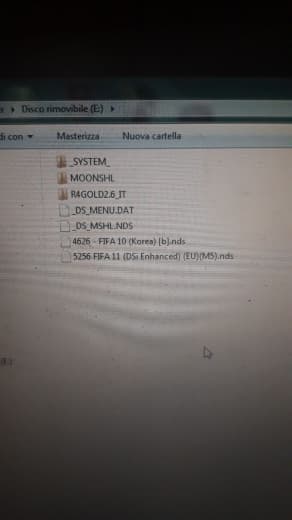 Disco rimovibile (E:)
di con Masterizza Nuova cartella
_SYSTEM_
MOONSHL
R4GOLD2.6_IT
_DS_MENU.DAT
_DS_MSHL.NDS
4626 - FIFA 10 (Korea) [b].nds
5256 FIFA 11 (DSi Enhanced) (EU)(M5).nds